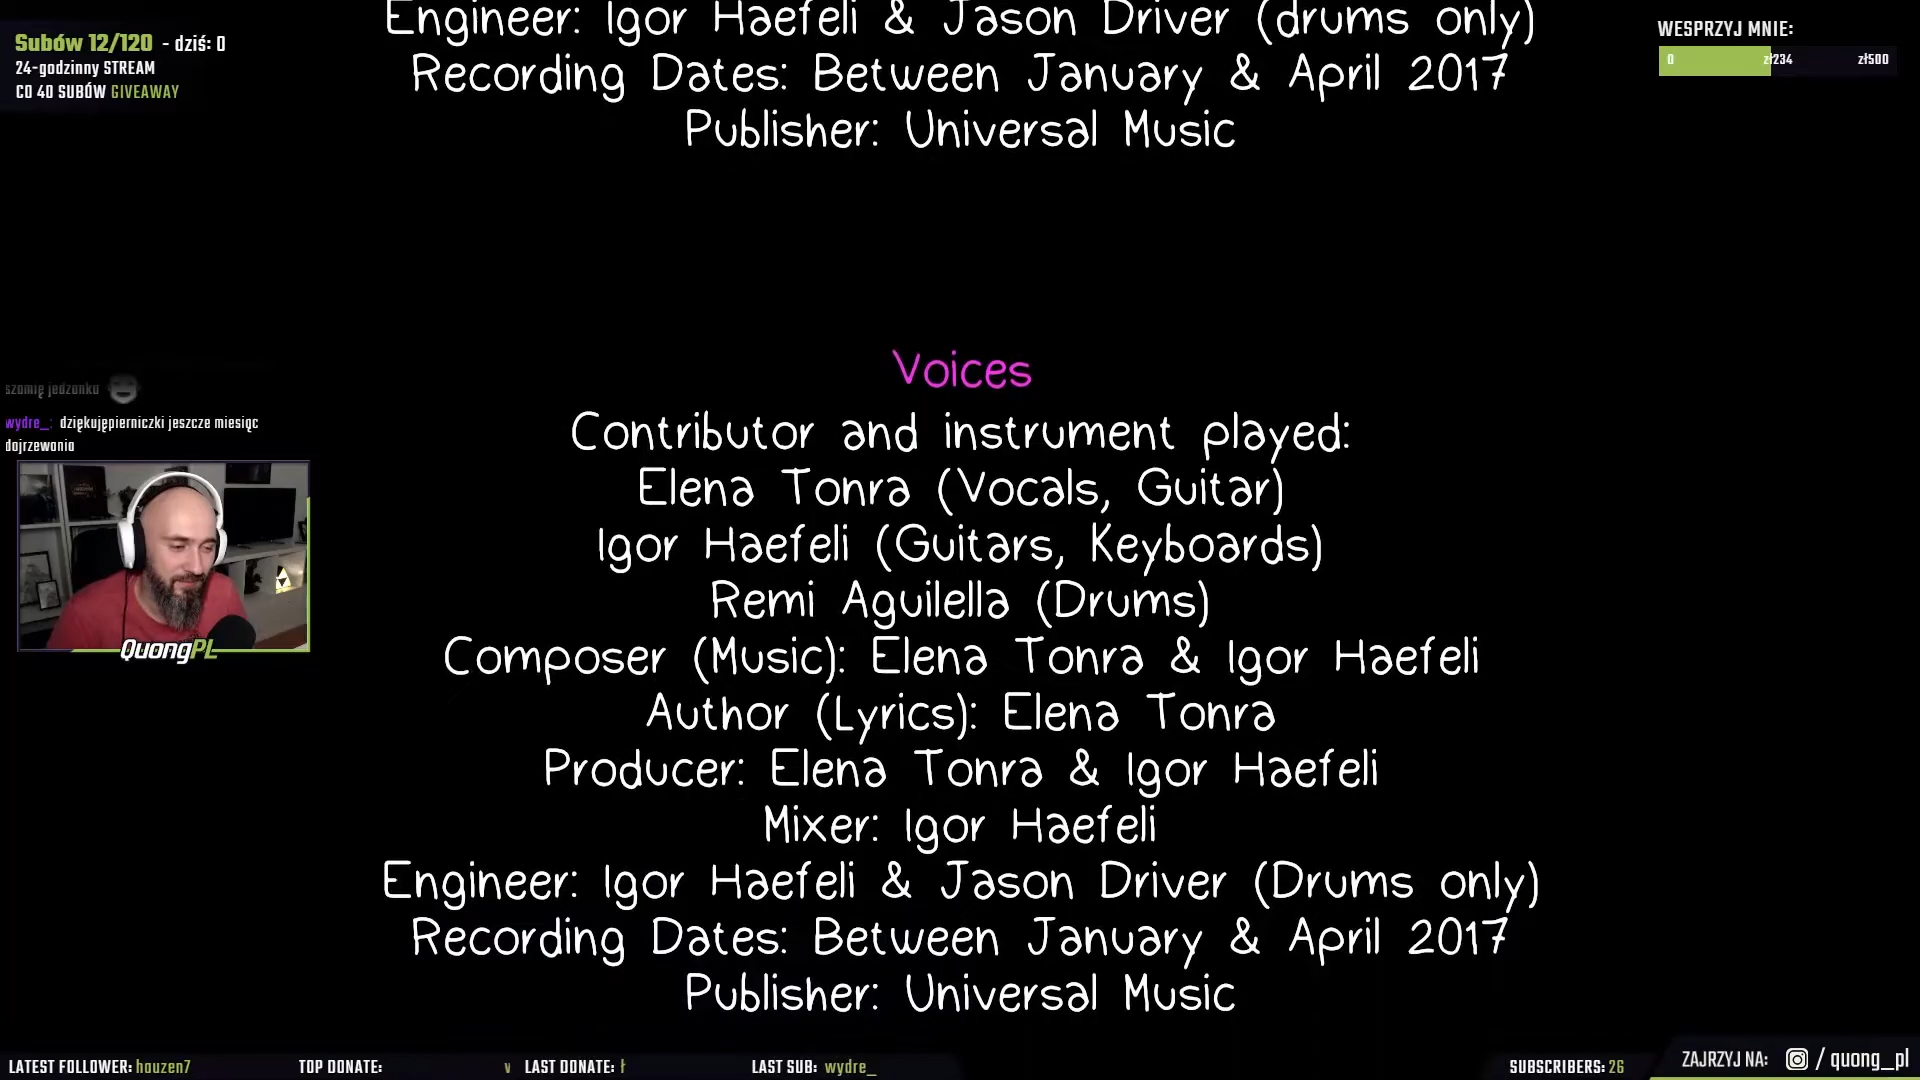 Engineer: Igor Haefeli & Jason Driver (drums only)
Recording Dates: Between January & April 2017
Publisher: Universal Music
Subów 12/120 - dziś: 0
24-godzinny STREAM
CO 40 SUBÓW GIVEAWAY
WESPRZYJ MNIE:
0 zł234 zł500
Voices
Contributor and instrument played:
Elena Tonra (Vocals, Guitar)
Igor Haefeli (Guitars, Keyboards)
Remi Aguilella (Drums)
Composer (Music): Elena Tonra & Igor Haefeli
Author (Lyrics): Elena Tonra
Producer: Elena Tonra & Igor Haefeli
Mixer: Igor Haefeli
Engineer: Igor Haefeli & Jason Driver (Drums only)
Recording Dates: Between January & April 2017
Publisher: Universal Music
szamię jedzonko
wydre_: dziękujępierniczki jeszcze miesiąc
dojrzewania
QuongPL
LATEST FOLLOWER: hauzen7
TOP DONATE:
LAST DONATE: ł
LAST SUB: wydre_
SUBSCRIBERS: 26
ZAJRZYJ NA: / quong_pl